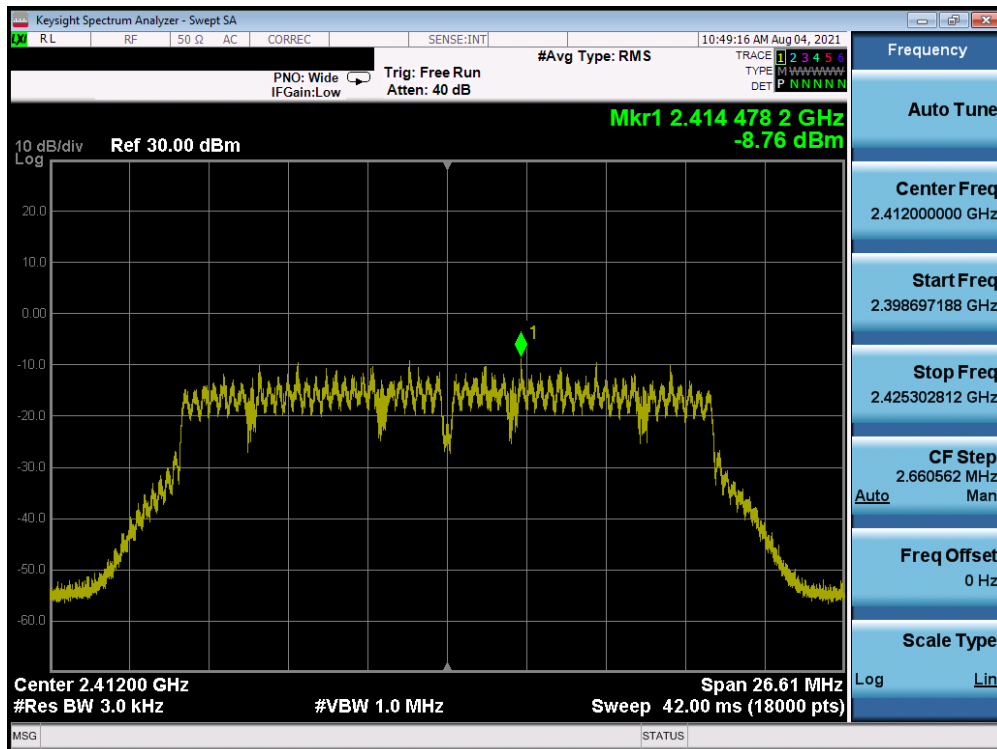 Keysight Spectrum Analyzer - Swept SA
LXI RL RF 50 Ω AC CORREC SENSE:INT 10:49:16 AM Aug 04, 2021
#Avg Type: RMS
TRACE 1 2 3 4 5 6
PNO: Wide Trig: Free Run
TYPE M WWWWW
IFGain:Low Atten: 40 dB
DET P N N N N N
Mkr1 2.414 478 2 GHz
-8.76 dBm
10 dB/div Ref 30.00 dBm
Log
20.0
10.0
0.00
1
-10.0
-20.0
-30.0
-40.0
-50.0
-60.0
Center 2.41200 GHz Span 26.61 MHz
#Res BW 3.0 kHz #VBW 1.0 MHz Sweep 42.00 ms (18000 pts)
MSG STATUS
Frequency
Auto Tune
Center Freq
2.412000000 GHz
Start Freq
2.398697188 GHz
Stop Freq
2.425302812 GHz
CF Step
2.660562 MHz
Auto Man
Freq Offset
0 Hz
Scale Type
Log Lin